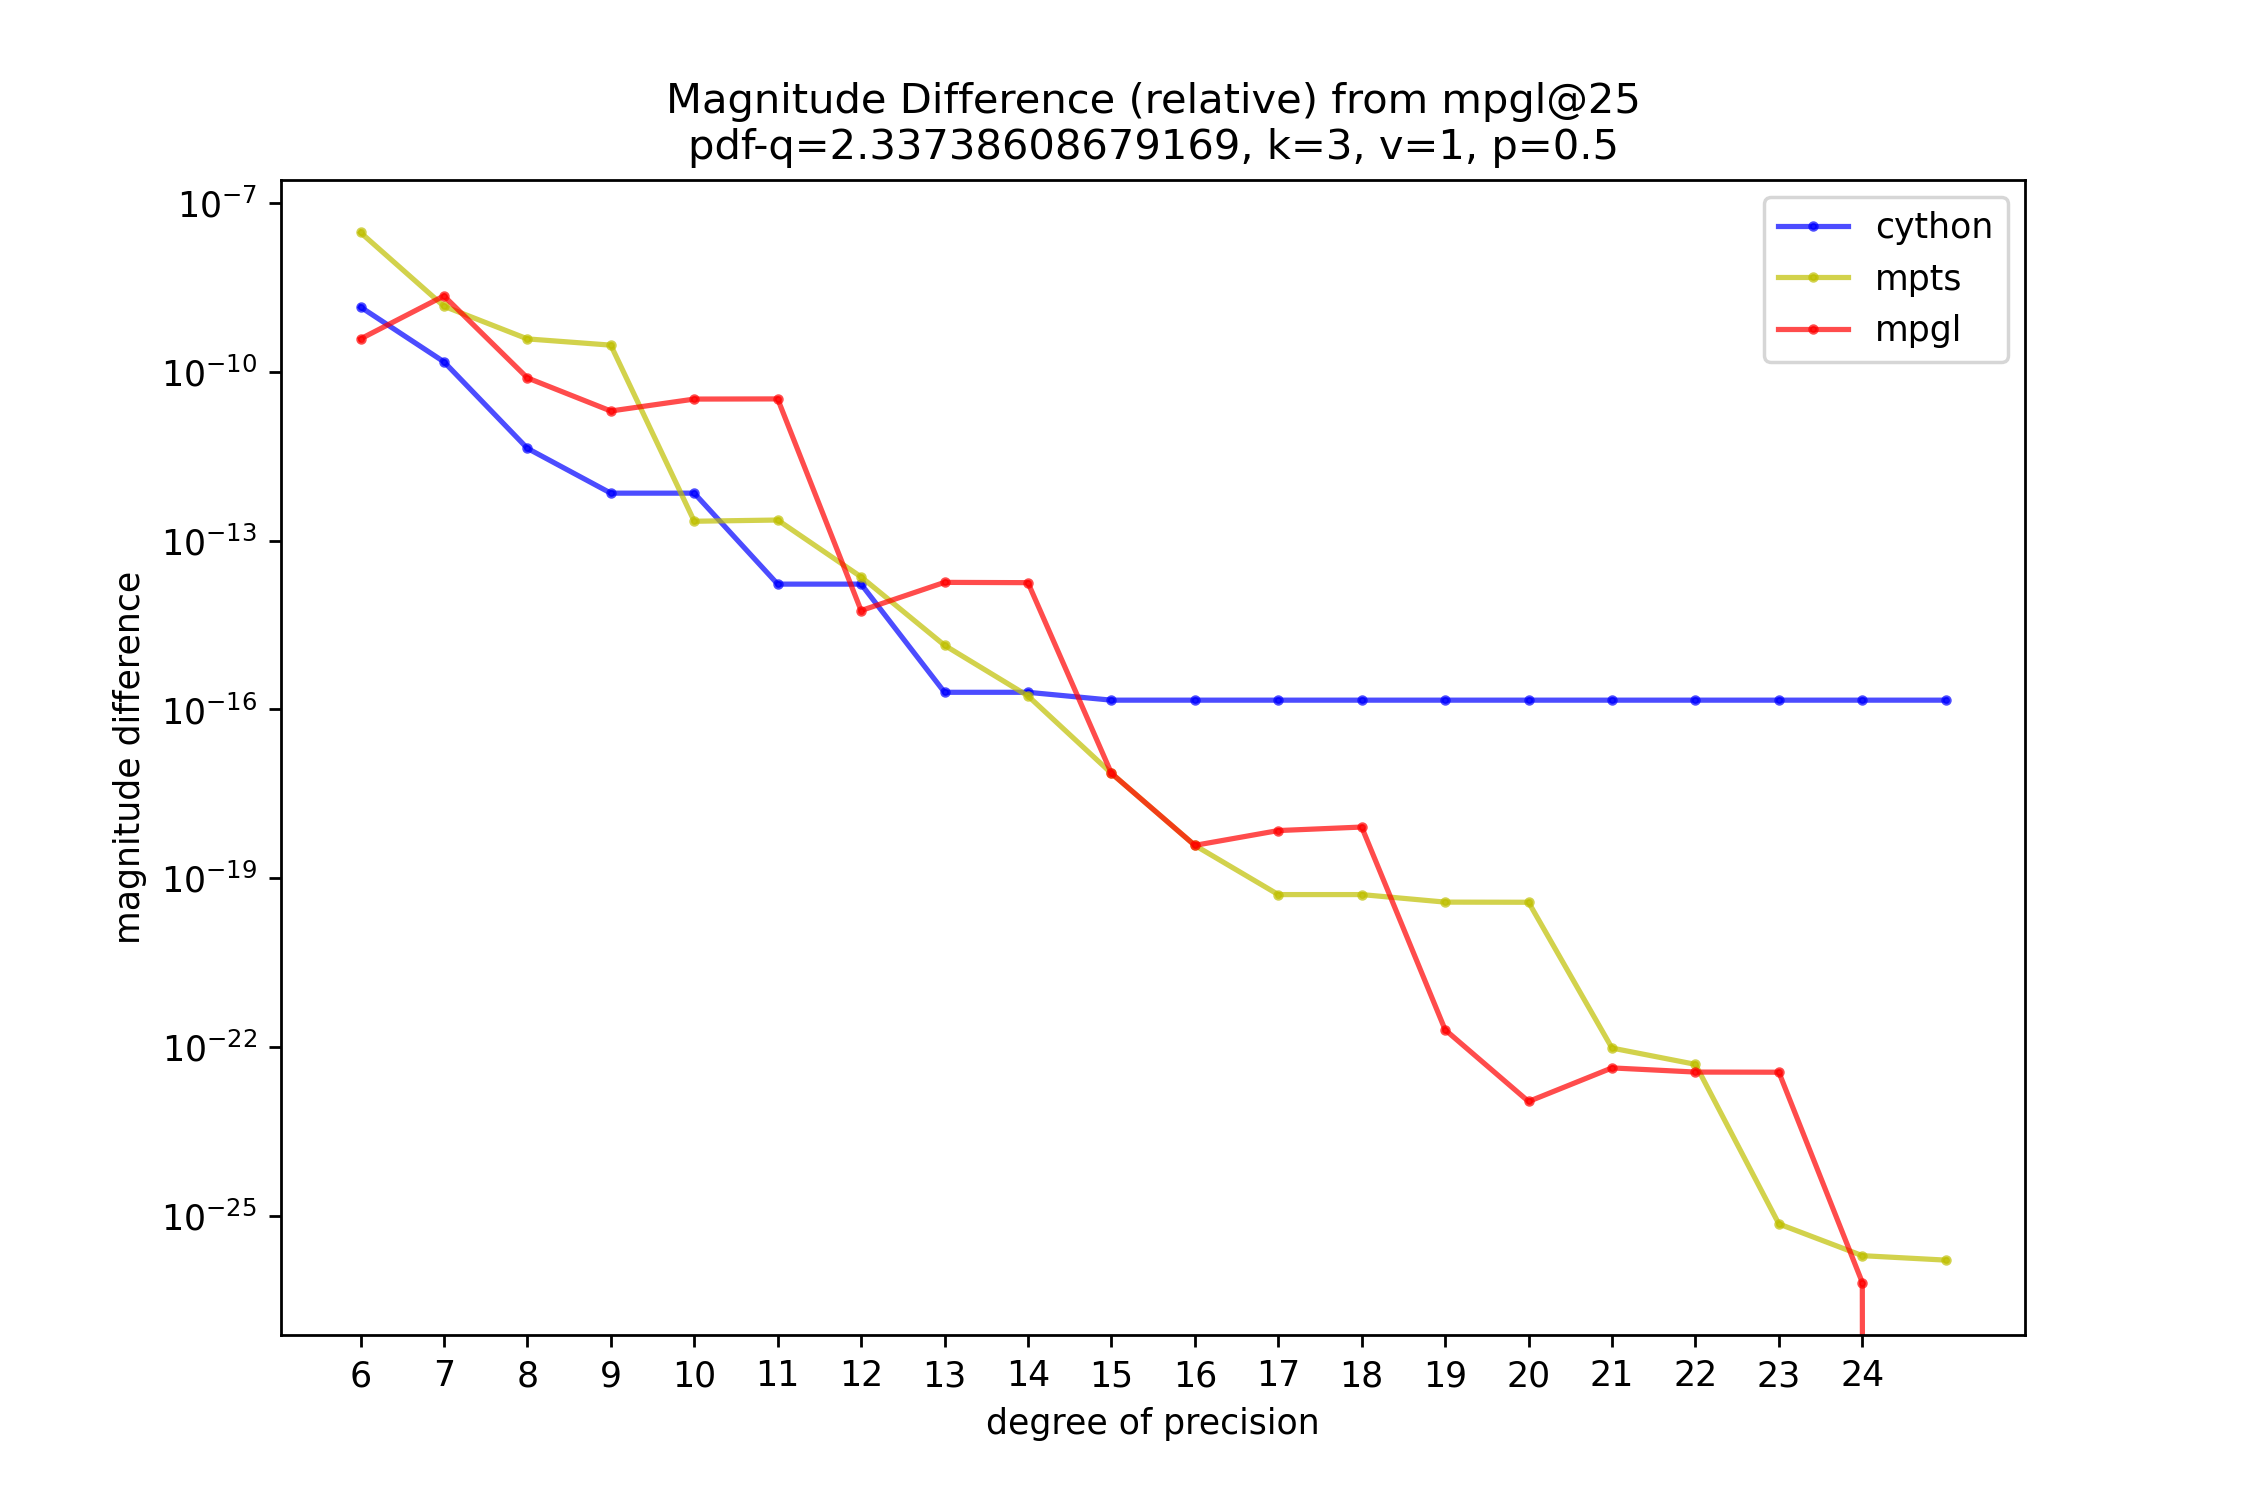 Magnitude Difference (relative) from mpgl@25
pdf-q=2.33738608679169, k=3, v=1, p=0.5
cython
mpts
mpgl
magnitude difference
10⁻⁷
10⁻¹⁰
10⁻¹³
10⁻¹⁶
10⁻¹⁹
10⁻²²
10⁻²⁵
6 7 8 9 10 11 12 13 14 15 16 17 18 19 20 21 22 23 24
degree of precision